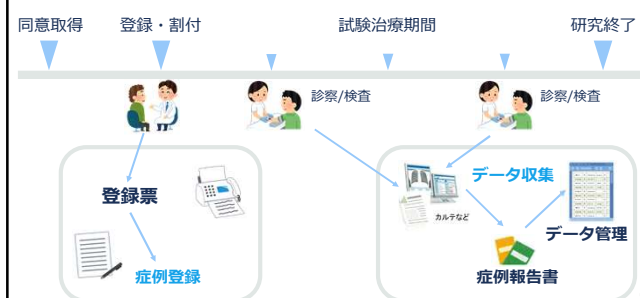 同意取得
登録・割付
試験治療期間
研究終了
診察/検査
診察/検査
登録票
症例登録
データ収集
カルテなど
データ管理
症例報告書